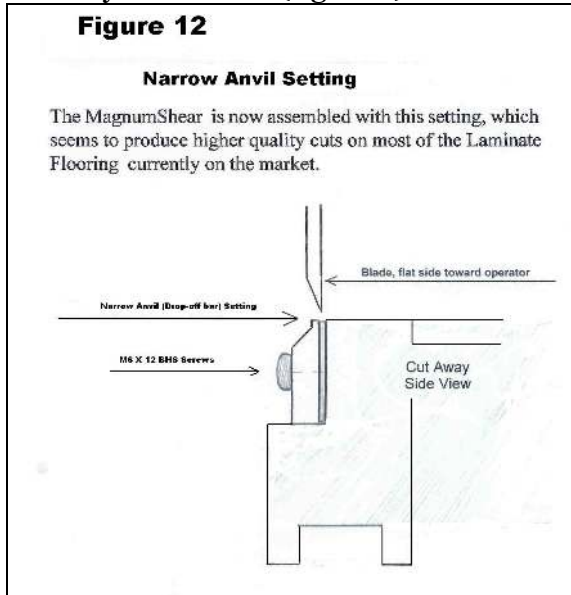 Figure 12
Narrow Anvil Setting
The MagnumShear is now assembled with this setting, which
seems to produce higher quality cuts on most of the Laminate
Flooring currently on the market.
Blade, flat side toward operator
Narrow Anvil (Drop-off bar) Setting
M6 X 12 BHS Screws
Cut Away
Side View